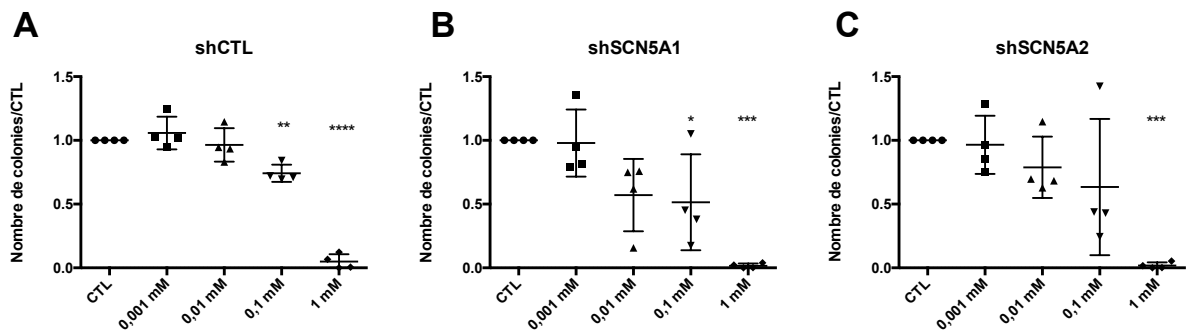 A
shCTL
Nombre de colonies/CTL
1.5
1.0
0.5
0.0
**
****
CTL
0,001 mM
0,01 mM
0,1 mM
1 mM
B
shSCN5A1
Nombre de colonies/CTL
1.5
1.0
0.5
0.0
*
***
CTL
0,001 mM
0,01 mM
0,1 mM
1 mM
C
shSCN5A2
Nombre de colonies/CTL
1.5
1.0
0.5
0.0
***
CTL
0,001 mM
0,01 mM
0,1 mM
1 mM